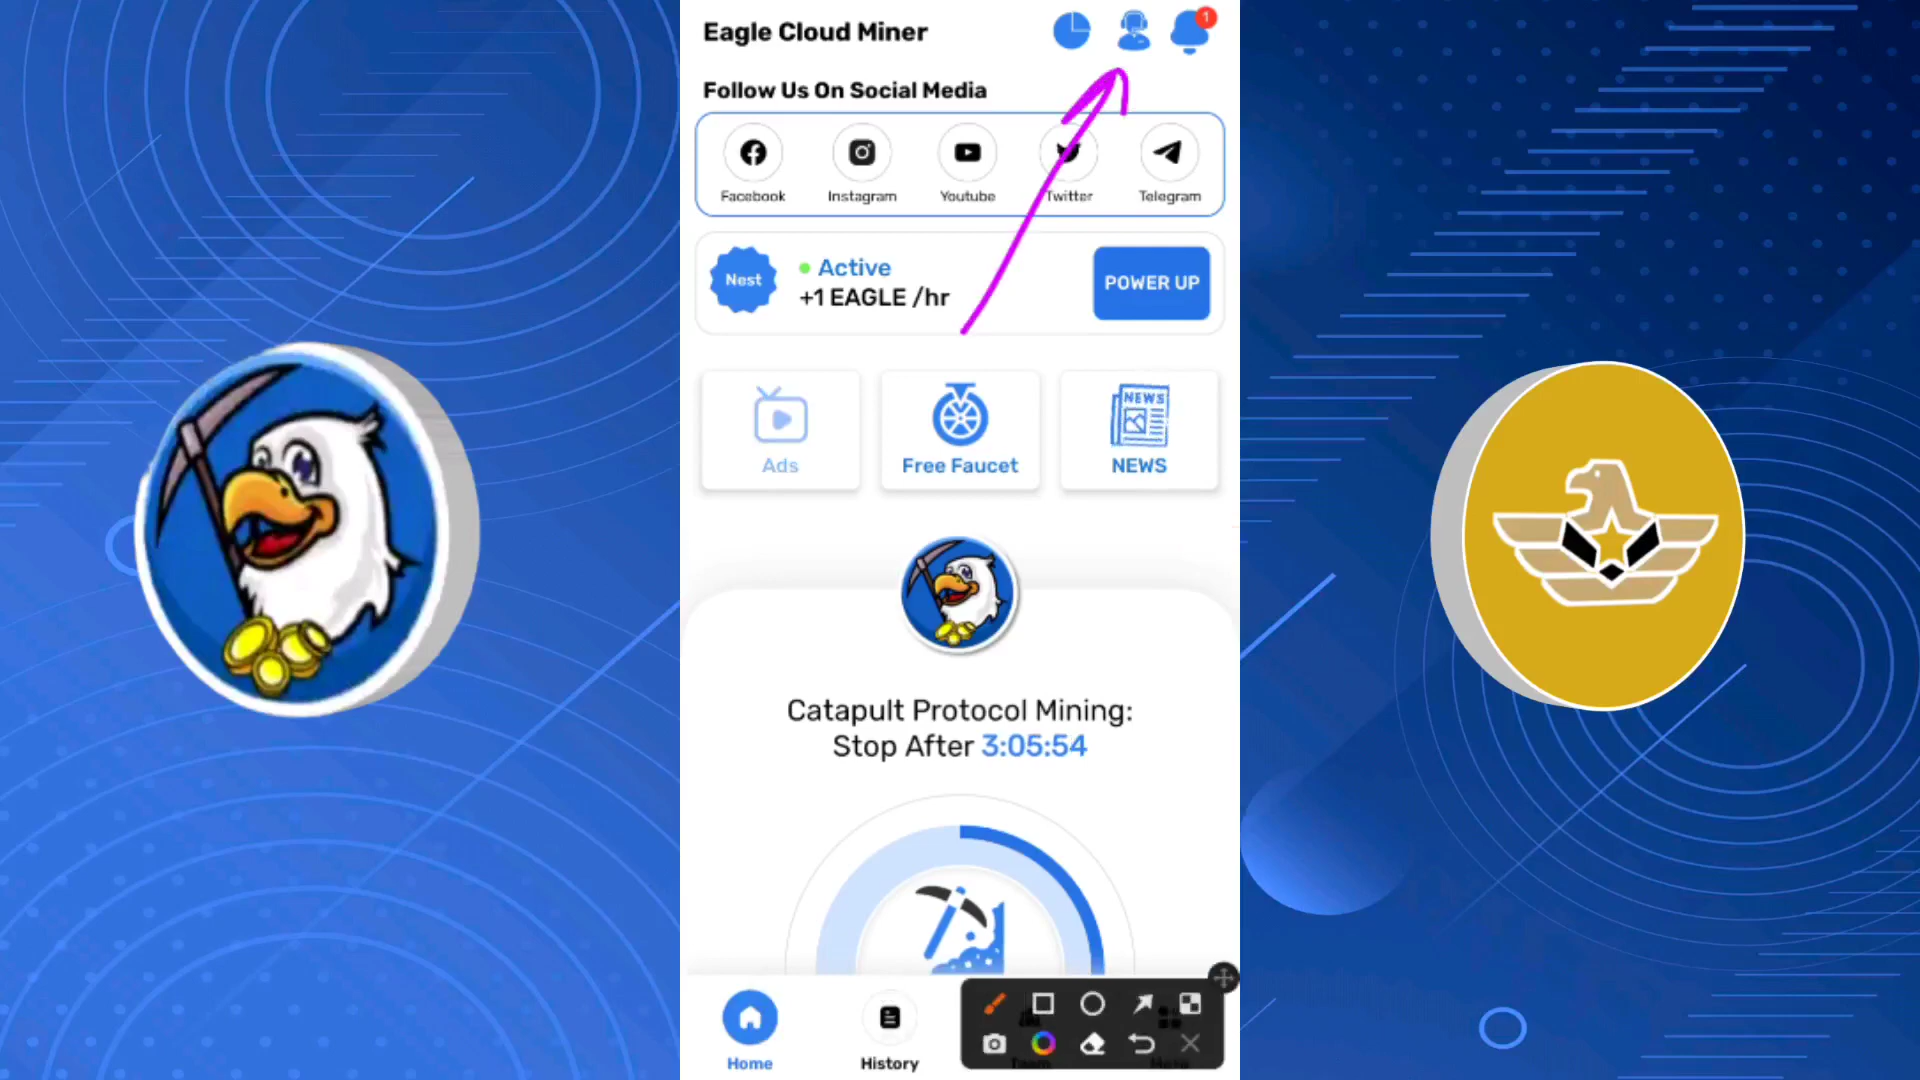 Eagle Cloud Miner
1
Follow Us On Social Media
Facebook
Instagram
Youtube
Twitter
Telegram
Nest
Active
+1 EAGLE /hr
POWER UP
Ads
Free Faucet
NEWS
NEWS
Catapult Protocol Mining:
Stop After 3:05:54
Home
History